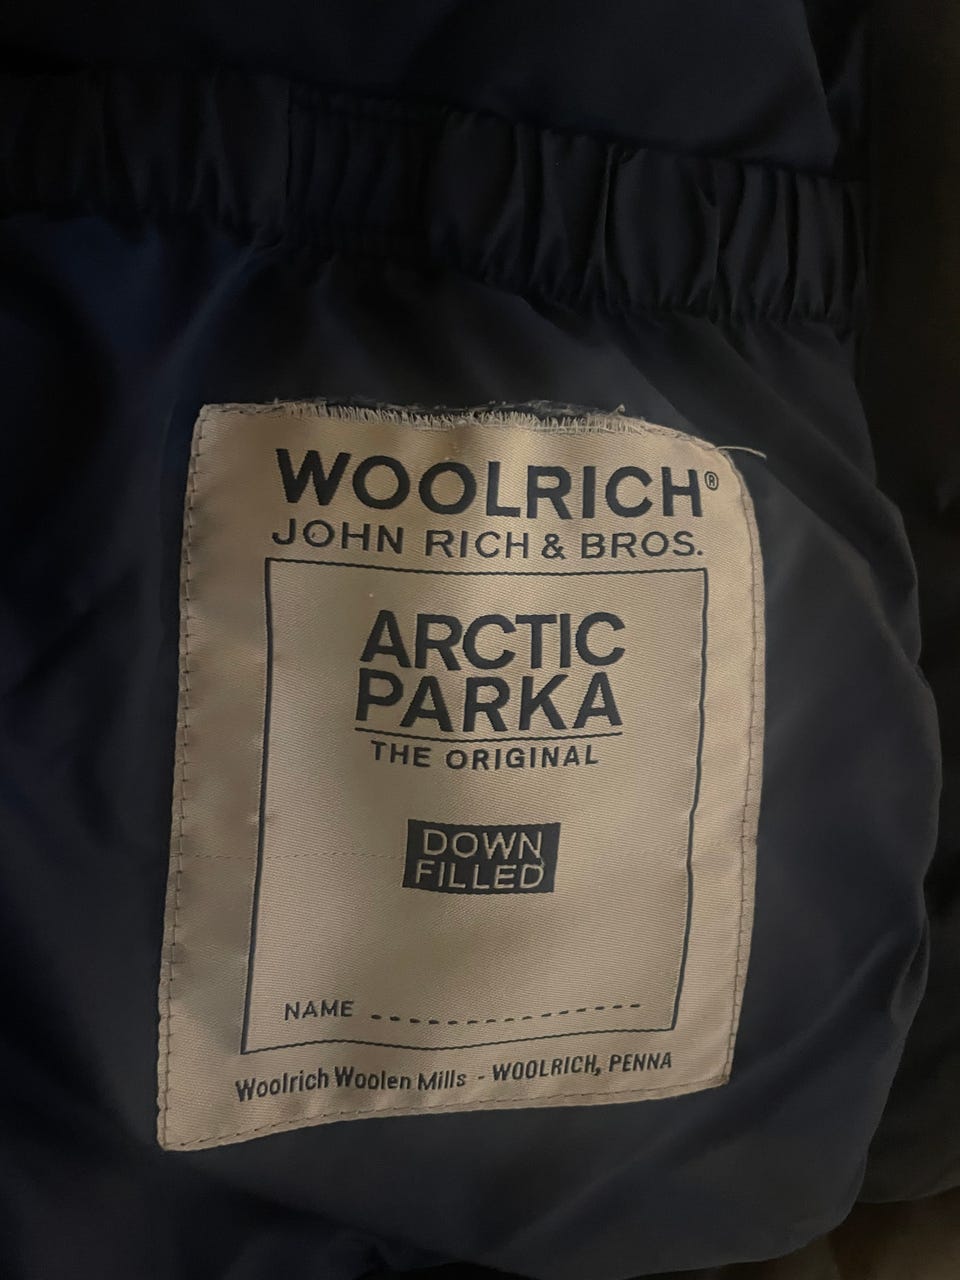 WOOLRICH®
JOHN RICH & BROS.
ARCTIC
PARKA
THE ORIGINAL
DOWN
FILLED
NAME -------------
Woolrich Woolen Mills - WOOLRICH, PENNA